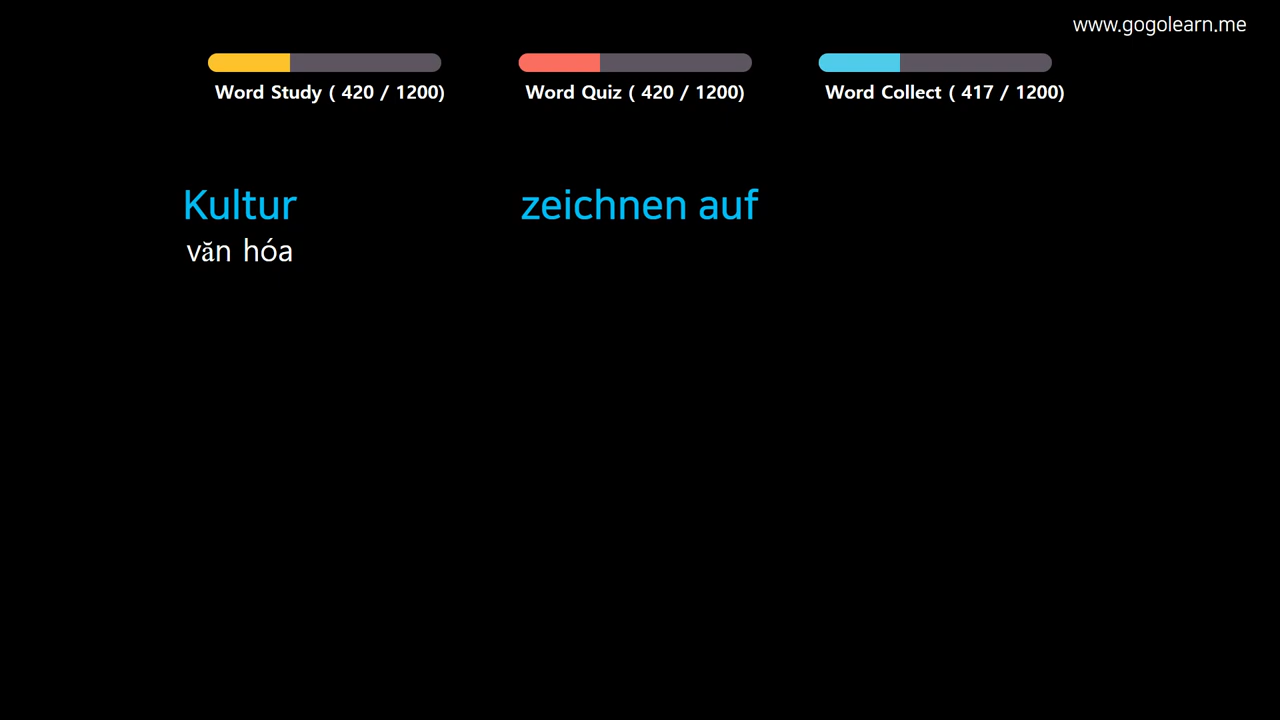 www.gogolearn.me
Word Study ( 420 / 1200)
Word Quiz ( 420 / 1200)
Word Collect ( 417 / 1200)
Kultur
văn hóa
zeichnen auf